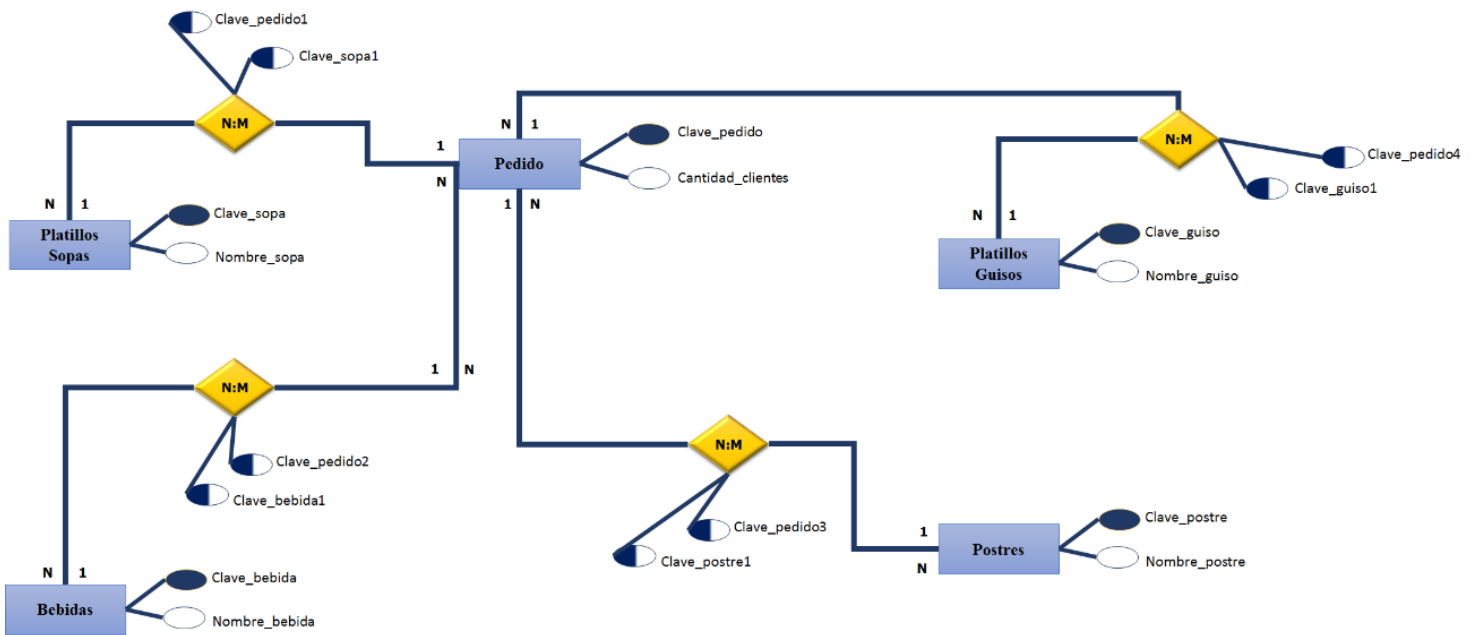 Clave_pedido1
Clave_sopa1
N:M
N 1
Platillos
Sopas
Clave_sopa
Nombre_sopa
1
N
N 1
Pedido
1 N
Clave_pedido
Cantidad_clientes
N:M
Clave_pedido4
Clave_guiso1
N 1
Platillos
Guisos
Clave_guiso
Nombre_guiso
1 N
N:M
Clave_pedido2
Clave_bebida1
N 1
Bebidas
Clave_bebida
Nombre_bebida
N:M
Clave_pedido3
Clave_postre1
1
N
Postres
Clave_postre
Nombre_postre